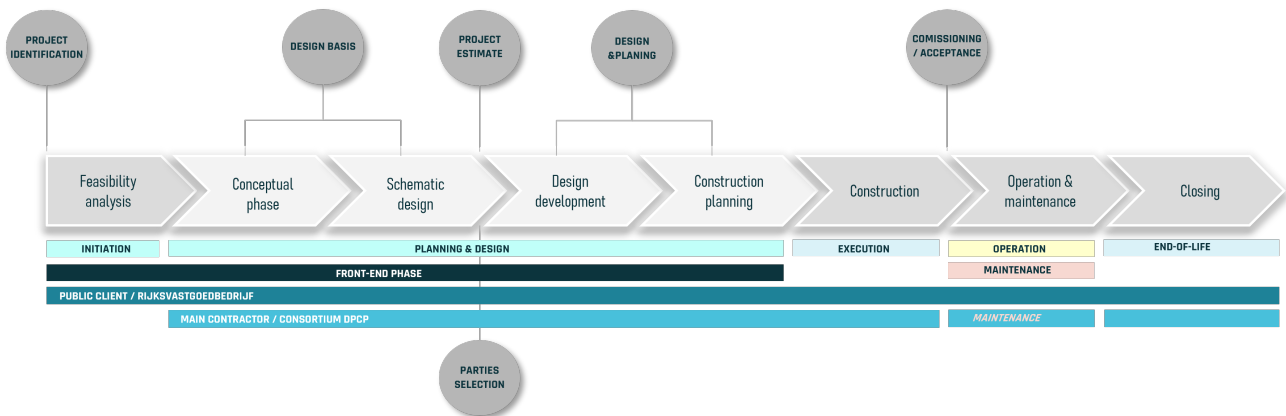 PROJECT
IDENTIFICATION
DESIGN BASIS
PROJECT
ESTIMATE
DESIGN
&PLANING
COMISSIONING
/ ACCEPTANCE
Feasibility
analysis
Conceptual
phase
Schematic
design
Design
development
Construction
planning
Construction
Operation &
maintenance
Closing
INITIATION
PLANNING & DESIGN
EXECUTION
OPERATION
END-OF-LIFE
FRONT-END PHASE
MAINTENANCE
PUBLIC CLIENT / RIJKSVASTGOEDBEDRIJF
MAIN CONTRACTOR / CONSORTIUM DPCP
MAINTENANCE
PARTIES
SELECTION